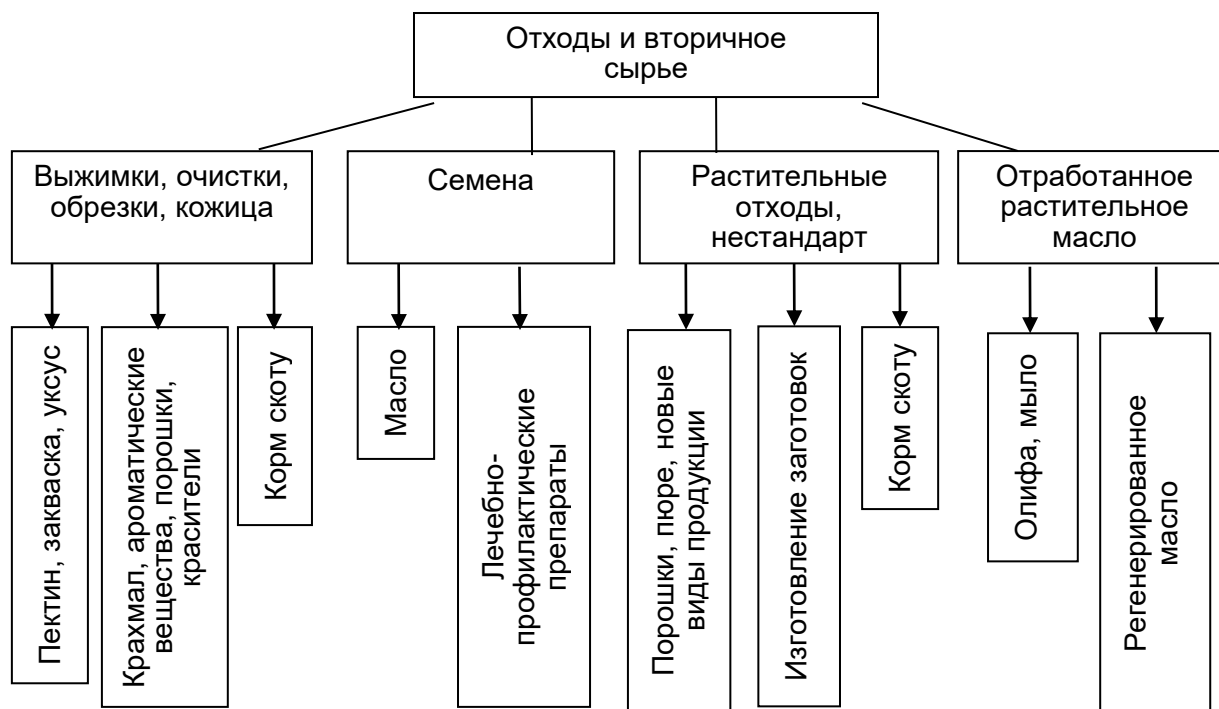 Отходы и вторичное
сырье
Выжимки, очистки,
обрезки, кожица
Семена
Растительные
отходы,
нестандарт
Отработанное
растительное
масло
Пектин, закваска, уксус
Крахмал, ароматические
вещества, порошки,
красители
Корм скоту
Масло
Лечебно-
профилактические
препараты
Порошки, пюре, новые
виды продукции
Изготовление заготовок
Корм скоту
Олифа, мыло
Регенерированное
масло